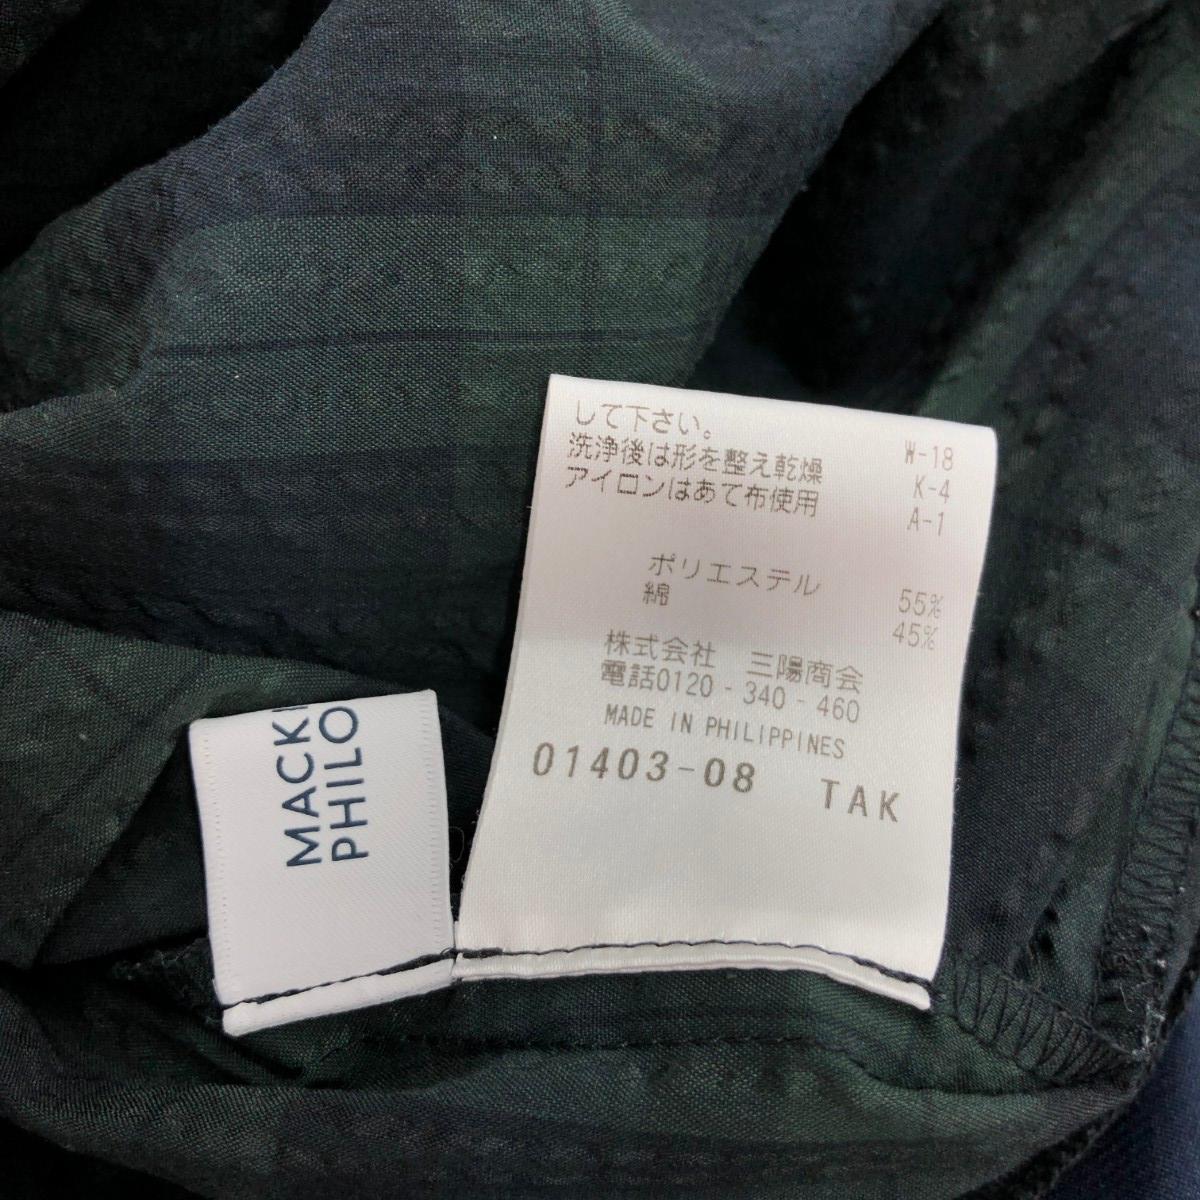 して下さい。 W-18
洗浄後は形を整え乾燥 K-4
アイロンはあて布使用 A-1
ポリエステル 55%
綿 45%
株式会社 三陽商会
電話0120-340-460
MADE IN PHILIPPINES
01403-08 TAK
MACK
PHILO